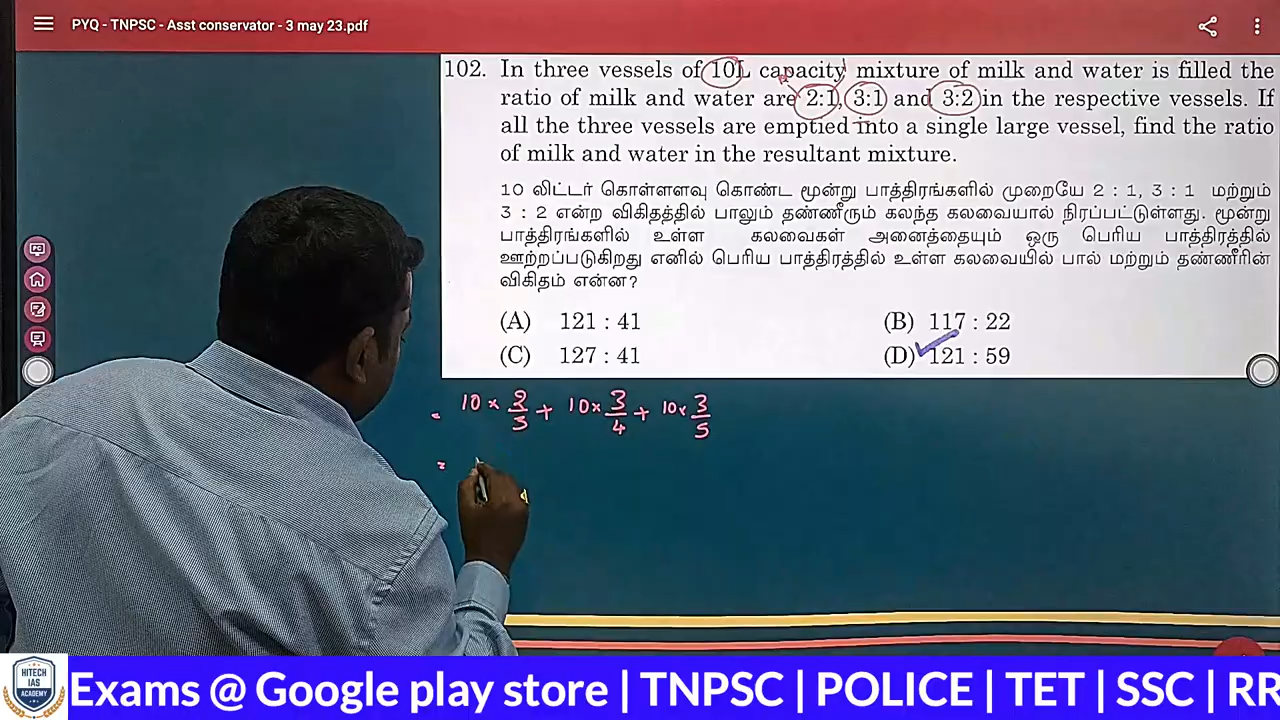 PYQ - TNPSC - Asst conservator - 3 may 23.pdf
102. In three vessels of 10L capacity mixture of milk and water is filled the
ratio of milk and water are 2:1, 3:1 and 3:2 in the respective vessels. If
all the three vessels are emptied into a single large vessel, find the ratio
of milk and water in the resultant mixture.
10 லிட்டர் கொள்ளளவு கொண்ட மூன்று பாத்திரங்களில் முறையே 2 : 1, 3 : 1 மற்றும்
3 : 2 என்ற விகிதத்தில் பாலும் தண்ணீரும் கலந்த கலவையால் நிரப்பட்டுள்ளது. மூன்று
பாத்திரங்களில் உள்ள கலவைகள் அனைத்தையும் ஒரு பெரிய பாத்திரத்தில்
ஊற்றப்படுகிறது எனில் பெரிய பாத்திரத்தில் உள்ள கலவையில் பால் மற்றும் தண்ணீரின்
விகிதம் என்ன?
(A) 121 : 41 (B) 117 : 22
(C) 127 : 41 (D) 121 : 59
= 10 × 2/3 + 10 × 3/4 + 10 × 3/5
=
HITECH
IAS
ACADEMY
Exams @ Google play store | TNPSC | POLICE | TET | SSC | RR